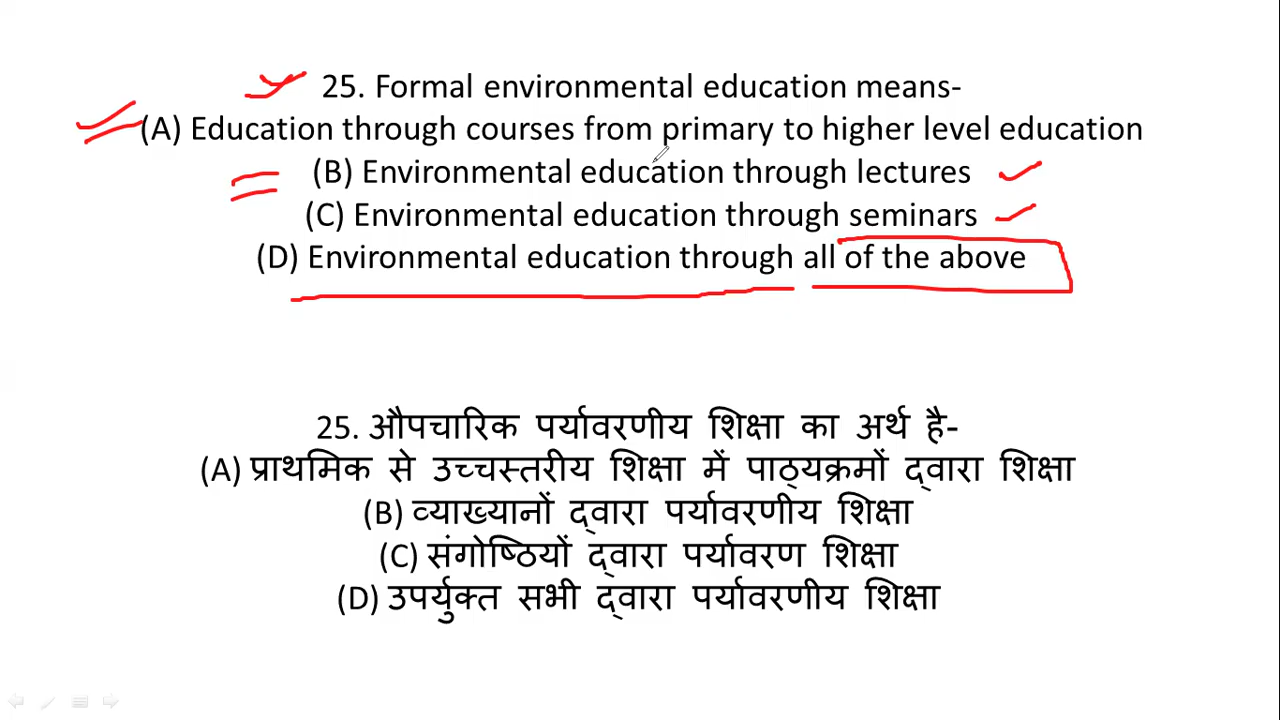 25. Formal environmental education means-
(A) Education through courses from primary to higher level education
(B) Environmental education through lectures
(C) Environmental education through seminars
(D) Environmental education through all of the above
25. औपचारिक पर्यावरणीय शिक्षा का अर्थ है-
(A) प्राथमिक से उच्चस्तरीय शिक्षा में पाठ्यक्रमों द्वारा शिक्षा
(B) व्याख्यानों द्वारा पर्यावरणीय शिक्षा
(C) संगोष्ठियों द्वारा पर्यावरण शिक्षा
(D) उपर्युक्त सभी द्वारा पर्यावरणीय शिक्षा